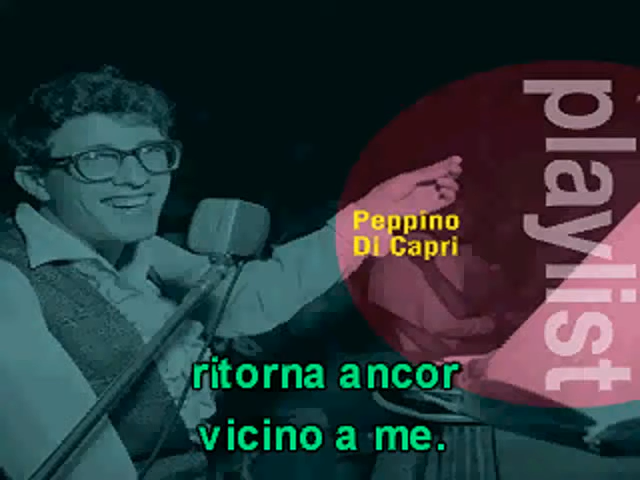 playlist
Peppino
Di Capri
ritorna ancor
vicino a me.